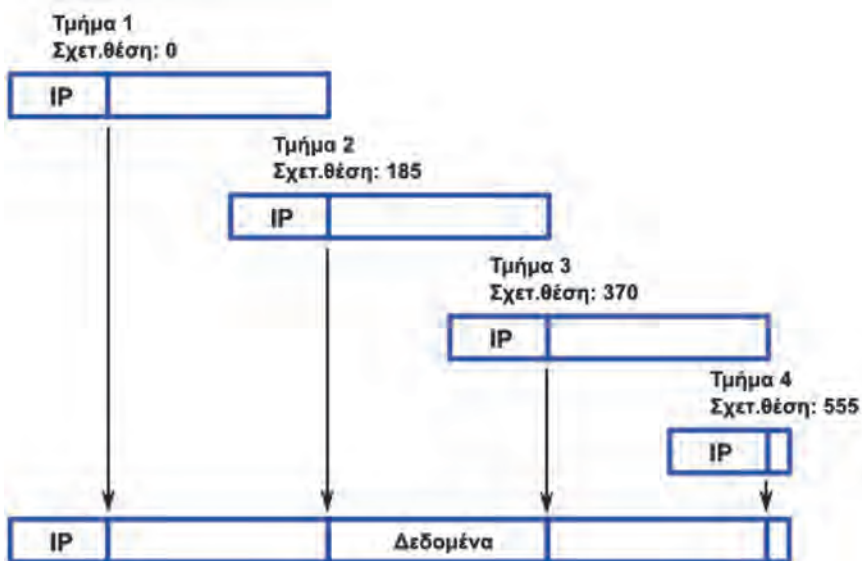 Τμήμα 1
Σχετ.θέση: 0
IP
Τμήμα 2
Σχετ.θέση: 185
IP
Τμήμα 3
Σχετ.θέση: 370
IP
Τμήμα 4
Σχετ.θέση: 555
IP
IP Δεδομένα